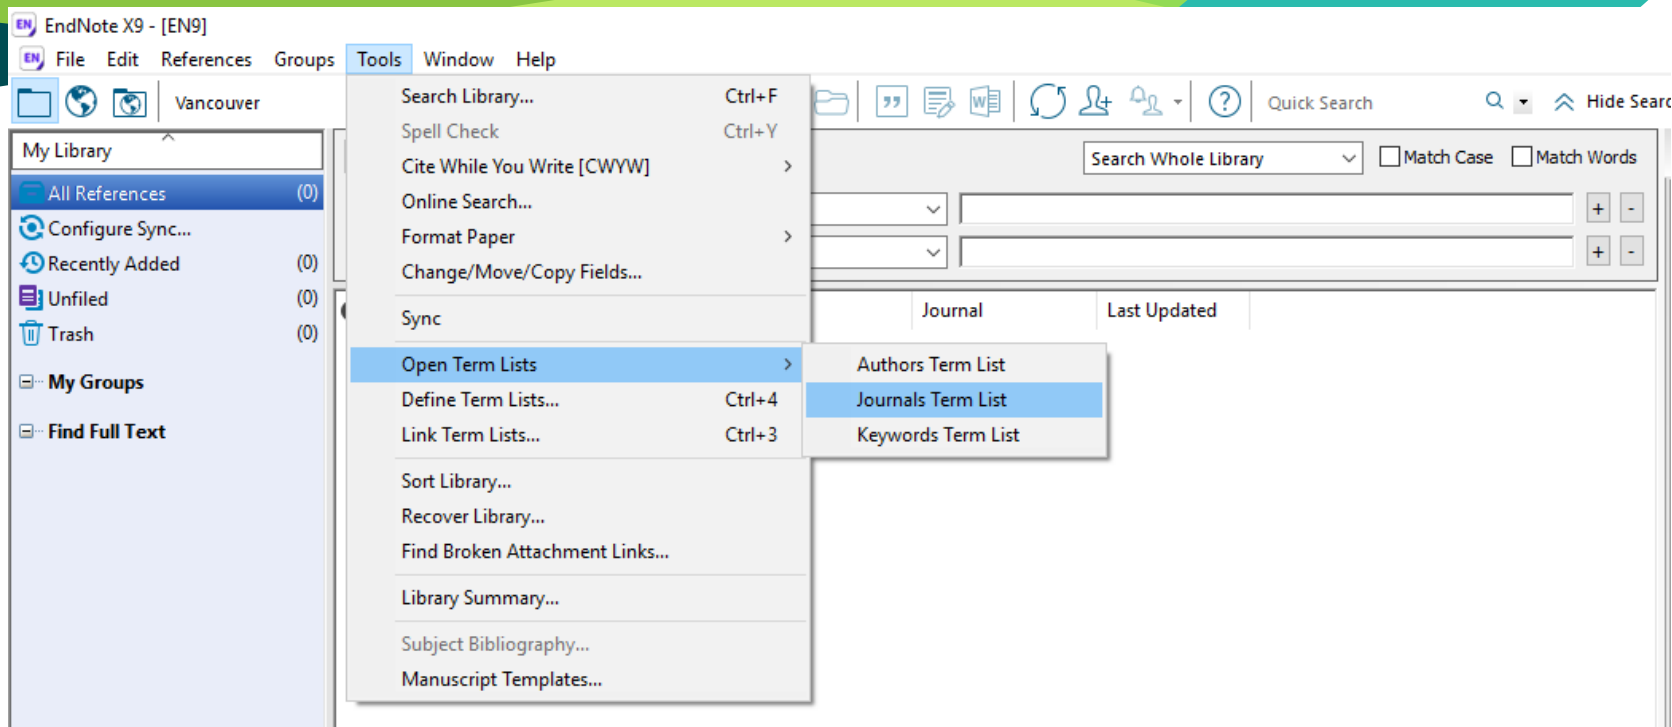 EN EndNote X9 - [EN9]
EN File Edit References Groups Tools Window Help
Vancouver
Quick Search
Hide Searc
My Library
Search Whole Library
Match Case
Match Words
All References (0)
Configure Sync...
Recently Added (0)
Unfiled (0)
Trash (0)
My Groups
Find Full Text
Search Library... Ctrl+F
Spell Check Ctrl+Y
Cite While You Write [CWYW] >
Online Search...
Format Paper >
Change/Move/Copy Fields...
Sync
Open Term Lists >
Define Term Lists... Ctrl+4
Link Term Lists... Ctrl+3
Sort Library...
Recover Library...
Find Broken Attachment Links...
Library Summary...
Subject Bibliography...
Manuscript Templates...
Authors Term List
Journals Term List
Keywords Term List
+ -
+ -
Journal Last Updated